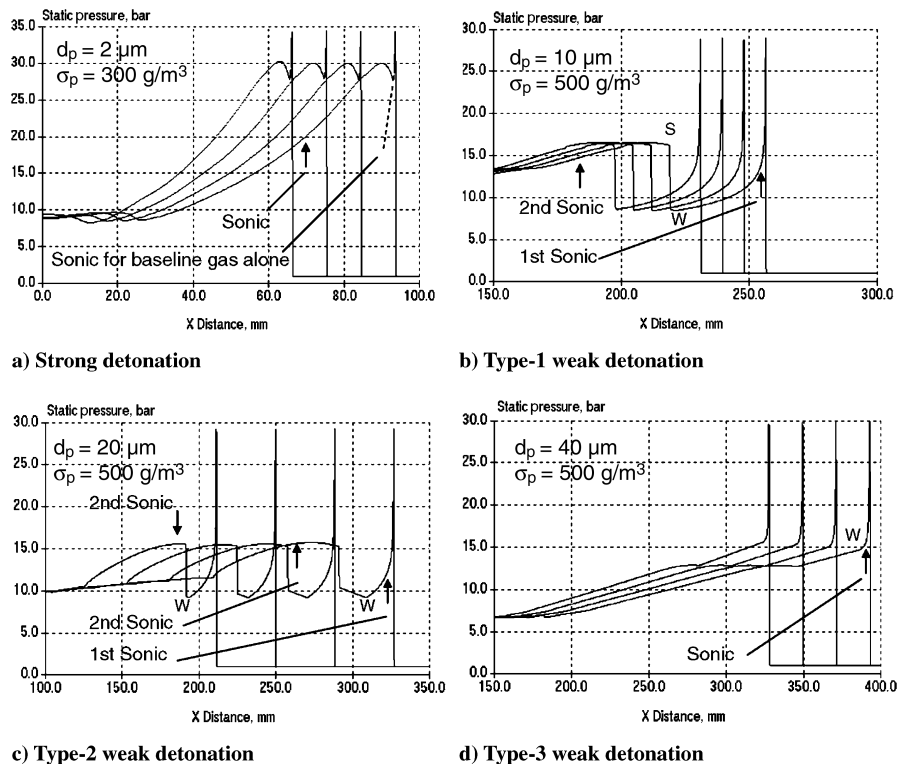 Static pressure, bar
35.0
30.0
25.0
20.0
15.0
10.0
5.0
0.0
dp = 2 µm
σp = 300 g/m³
Sonic
Sonic for baseline gas alone
0.0 20.0 40.0 60.0 80.0 100.0
X Distance, mm
a) Strong detonation
Static pressure, bar
30.0
25.0
20.0
15.0
10.0
5.0
0.0
dp = 10 µm
σp = 500 g/m³
S
2nd Sonic
W
1st Sonic
150.0 200.0 250.0 300.0
X Distance, mm
b) Type-1 weak detonation
Static pressure, bar
30.0
25.0
20.0
15.0
10.0
5.0
0.0
dp = 20 µm
σp = 500 g/m³
2nd Sonic
W W
2nd Sonic
1st Sonic
100.0 150.0 200.0 250.0 300.0 350.0
X Distance, mm
c) Type-2 weak detonation
Static pressure, bar
30.0
25.0
20.0
15.0
10.0
5.0
0.0
dp = 40 µm
σp = 500 g/m³
W
Sonic
150.0 200.0 250.0 300.0 350.0 400.0
X Distance, mm
d) Type-3 weak detonation